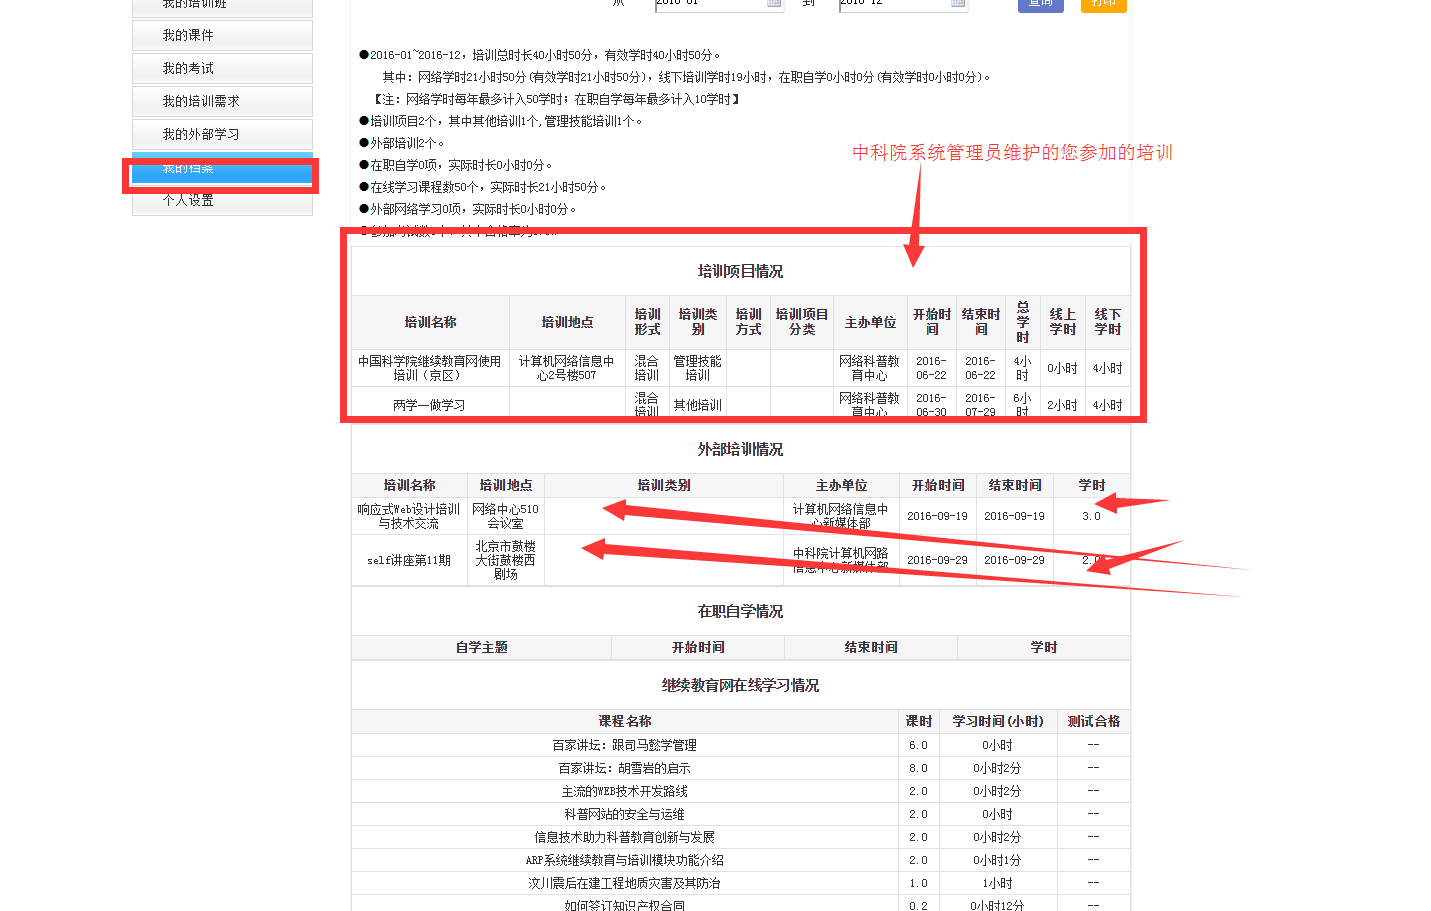 我的培训班
我的课件
我的考试
我的培训需求
我的外部学习
我的档案
个人设置
从 2016-01 到 2016-12 查询 打印
●2016-01~2016-12，培训总时长40小时50分，有效学时40小时50分。
其中：网络学时21小时50分(有效学时21小时50分)，线下培训学时19小时，在职自学0小时0分(有效学时0小时0分)。
【注：网络学时每年最多计入50学时；在职自学每年最多计入10学时】
●培训项目2个，其中其他培训1个,管理技能培训1个。
●外部培训2个。
●在职自学0项，实际时长0小时0分。
●在线学习课程数50个，实际时长21小时50分。
●外部网络学习0项，实际时长0小时0分。
中科院系统管理员维护的您参加的培训
培训项目情况
培训名称 培训地点 培训形式 培训类别 培训方式 培训项目分类 主办单位 开始时间 结束时间 总学时 线上学时 线下学时
中国科学院继续教育网使用培训（京区） 计算机网络信息中心2号楼507 混合培训 管理技能培训 网络科普教育中心 2016-06-22 2016-06-22 4小时 0小时 4小时
两学一做学习 混合培训 其他培训 网络科普教育中心 2016-06-30 2016-07-29 6小时 2小时 4小时
外部培训情况
培训名称 培训地点 培训类别 主办单位 开始时间 结束时间 学时
响应式Web设计培训与技术交流 网络中心510会议室 计算机网络信息中心新媒体部 2016-09-19 2016-09-19 3.0
self讲座第11期 北京市鼓楼大街鼓楼西剧场 中科院计算机网路信息中心新媒体部 2016-09-29 2016-09-29 2.0
在职自学情况
自学主题 开始时间 结束时间 学时
继续教育网在线学习情况
课程名称 课时 学习时间(小时) 测试合格
百家讲坛：跟司马懿学管理 6.0 0小时 --
百家讲坛：胡雪岩的启示 8.0 0小时2分 --
主流的WEB技术开发路线 2.0 0小时2分 --
科普网站的安全与运维 2.0 0小时 --
信息技术助力科普教育创新与发展 2.0 0小时2分 --
ARP系统继续教育与培训模块功能介绍 2.0 0小时1分 --
汶川震后在建工程地质灾害及其防治 1.0 1小时 --
如何签订知识产权合同 0.2 0小时12分 --